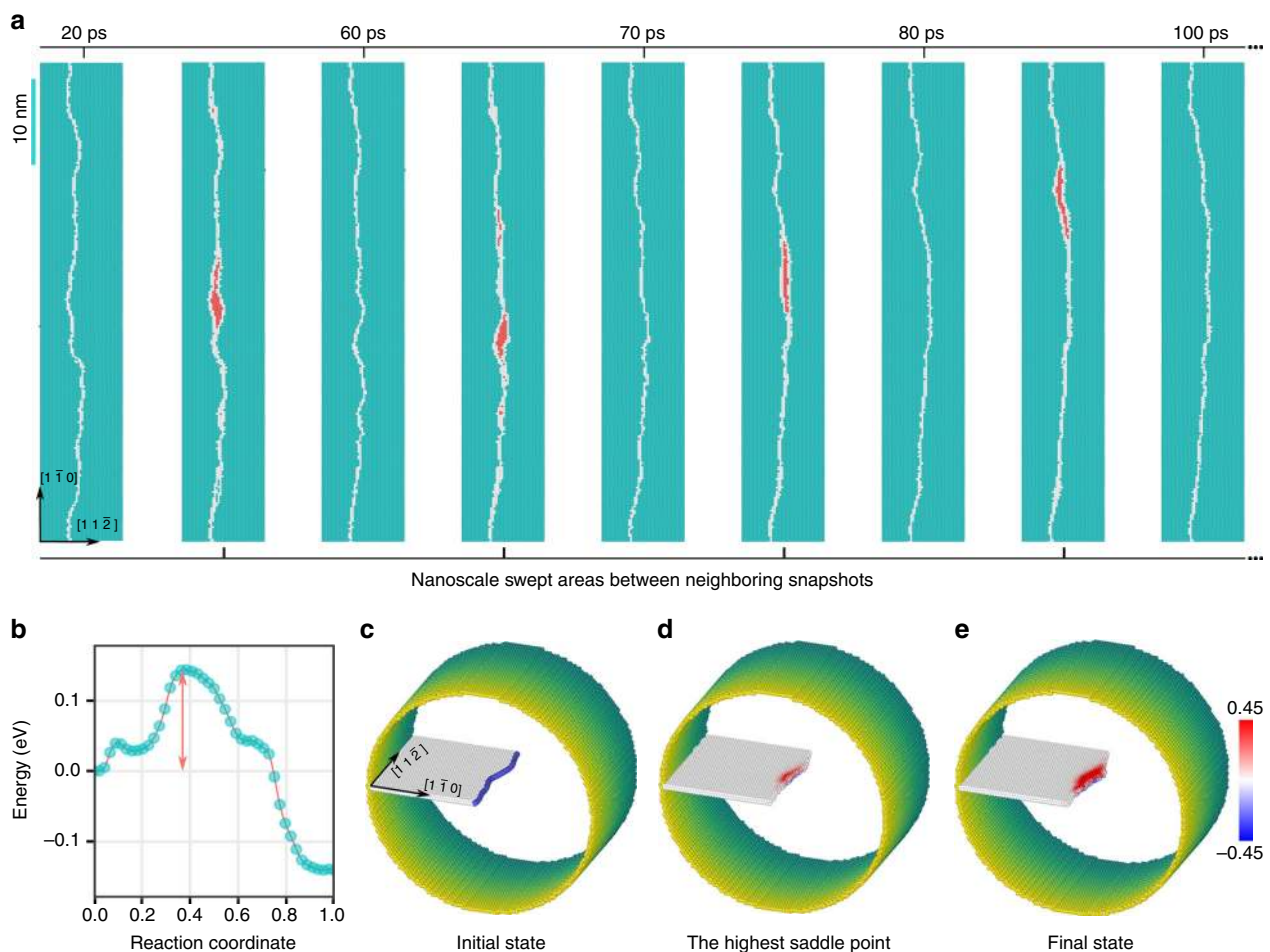 a
20 ps 60 ps 70 ps 80 ps 100 ps
10 nm
[1 1̄ 0]
[1 1 2̄ ]
Nanoscale swept areas between neighboring snapshots
b c d e
Energy (eV)
0.1
0.0
−0.1
0.0 0.2 0.4 0.6 0.8 1.0
Reaction coordinate
[1 1 2̄ ]
[1 1̄ 0]
Initial state
The highest saddle point
0.45
−0.45
Final state